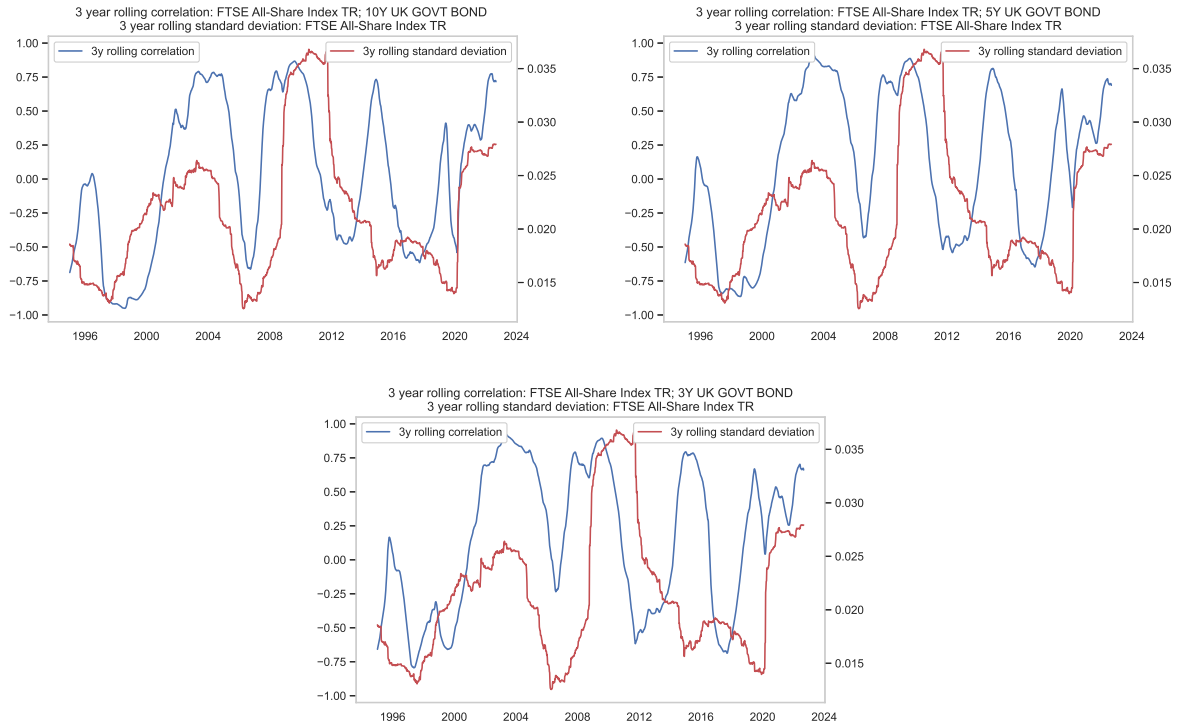 3 year rolling correlation: FTSE All-Share Index TR; 10Y UK GOVT BOND
3 year rolling standard deviation: FTSE All-Share Index TR
3y rolling correlation
3y rolling standard deviation
1.00
0.75
0.50
0.25
0.00
−0.25
−0.50
−0.75
−1.00
0.035
0.030
0.025
0.020
0.015
1996 2000 2004 2008 2012 2016 2020 2024
3 year rolling correlation: FTSE All-Share Index TR; 5Y UK GOVT BOND
3 year rolling standard deviation: FTSE All-Share Index TR
3y rolling correlation
3y rolling standard deviation
1.00
0.75
0.50
0.25
0.00
−0.25
−0.50
−0.75
−1.00
0.035
0.030
0.025
0.020
0.015
1996 2000 2004 2008 2012 2016 2020 2024
3 year rolling correlation: FTSE All-Share Index TR; 3Y UK GOVT BOND
3 year rolling standard deviation: FTSE All-Share Index TR
3y rolling correlation
3y rolling standard deviation
1.00
0.75
0.50
0.25
0.00
−0.25
−0.50
−0.75
−1.00
0.035
0.030
0.025
0.020
0.015
1996 2000 2004 2008 2012 2016 2020 2024